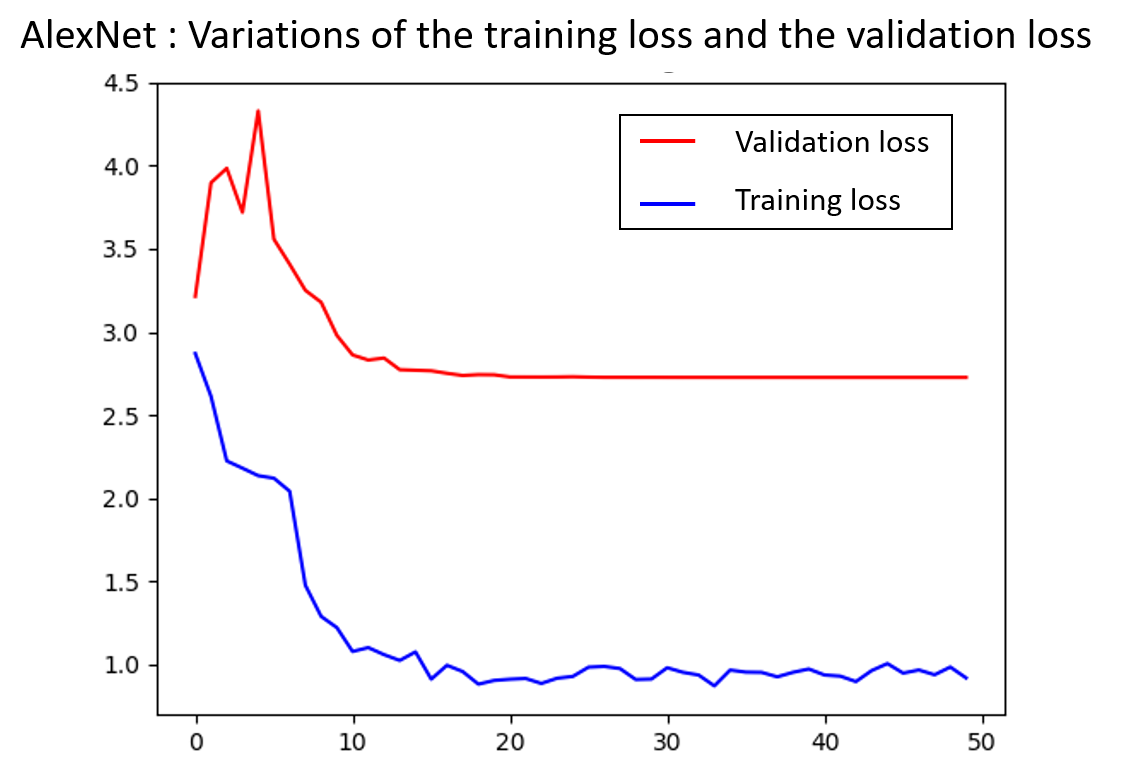 AlexNet : Variations of the training loss and the validation loss
4.5
4.0
3.5
3.0
2.5
2.0
1.5
1.0
Validation loss
Training loss
0 10 20 30 40 50